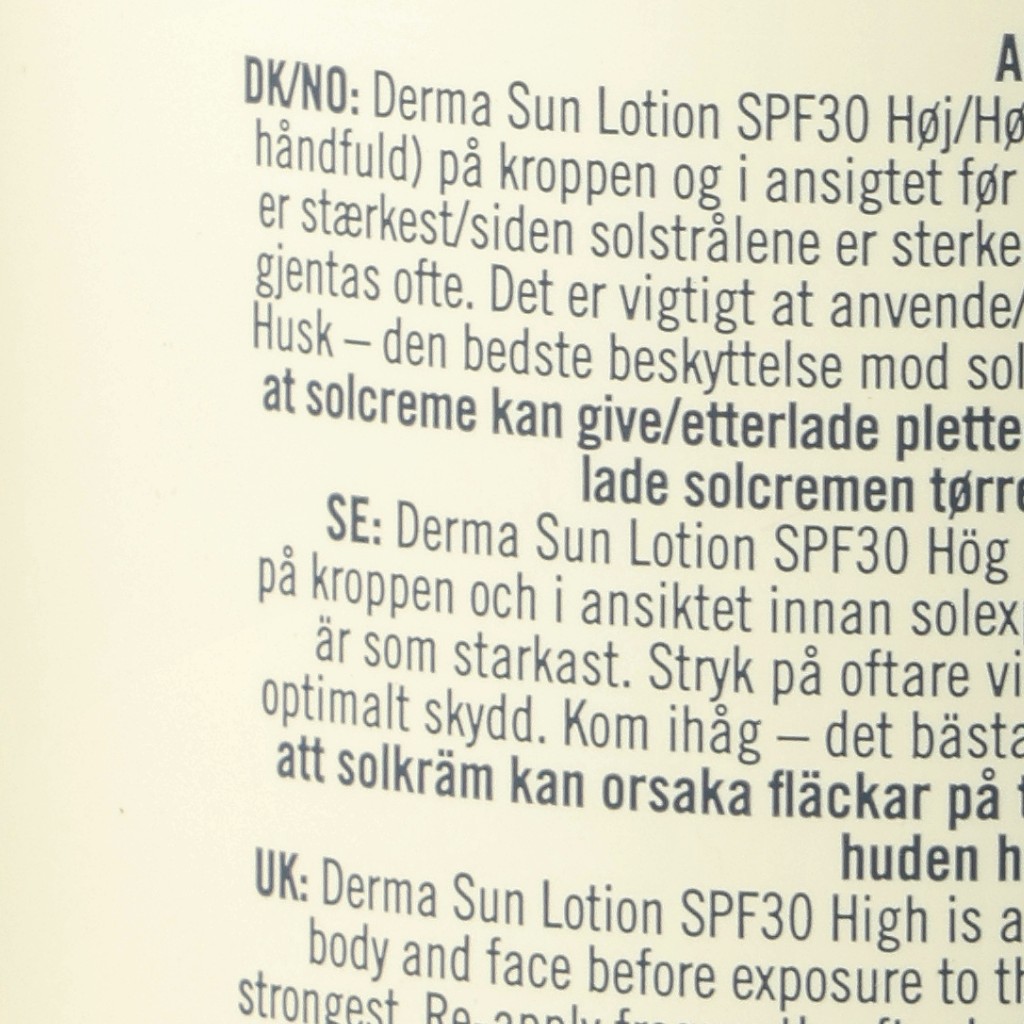 A
DK/NO: Derma Sun Lotion SPF30 Høj/Hø
håndfuld) på kroppen og i ansigtet før
er stærkest/siden solstrålene er sterke
gjentas ofte. Det er vigtigt at anvende/
Husk – den bedste beskyttelse mod sol
at solcreme kan give/etterlade plette
lade solcremen tørre
SE: Derma Sun Lotion SPF30 Hög
på kroppen och i ansiktet innan solex
är som starkast. Stryk på oftare vi
optimalt skydd. Kom ihåg – det bästa
att solkräm kan orsaka fläckar på t
huden h
UK: Derma Sun Lotion SPF30 High is a
body and face before exposure to th
strongest. Re-apply